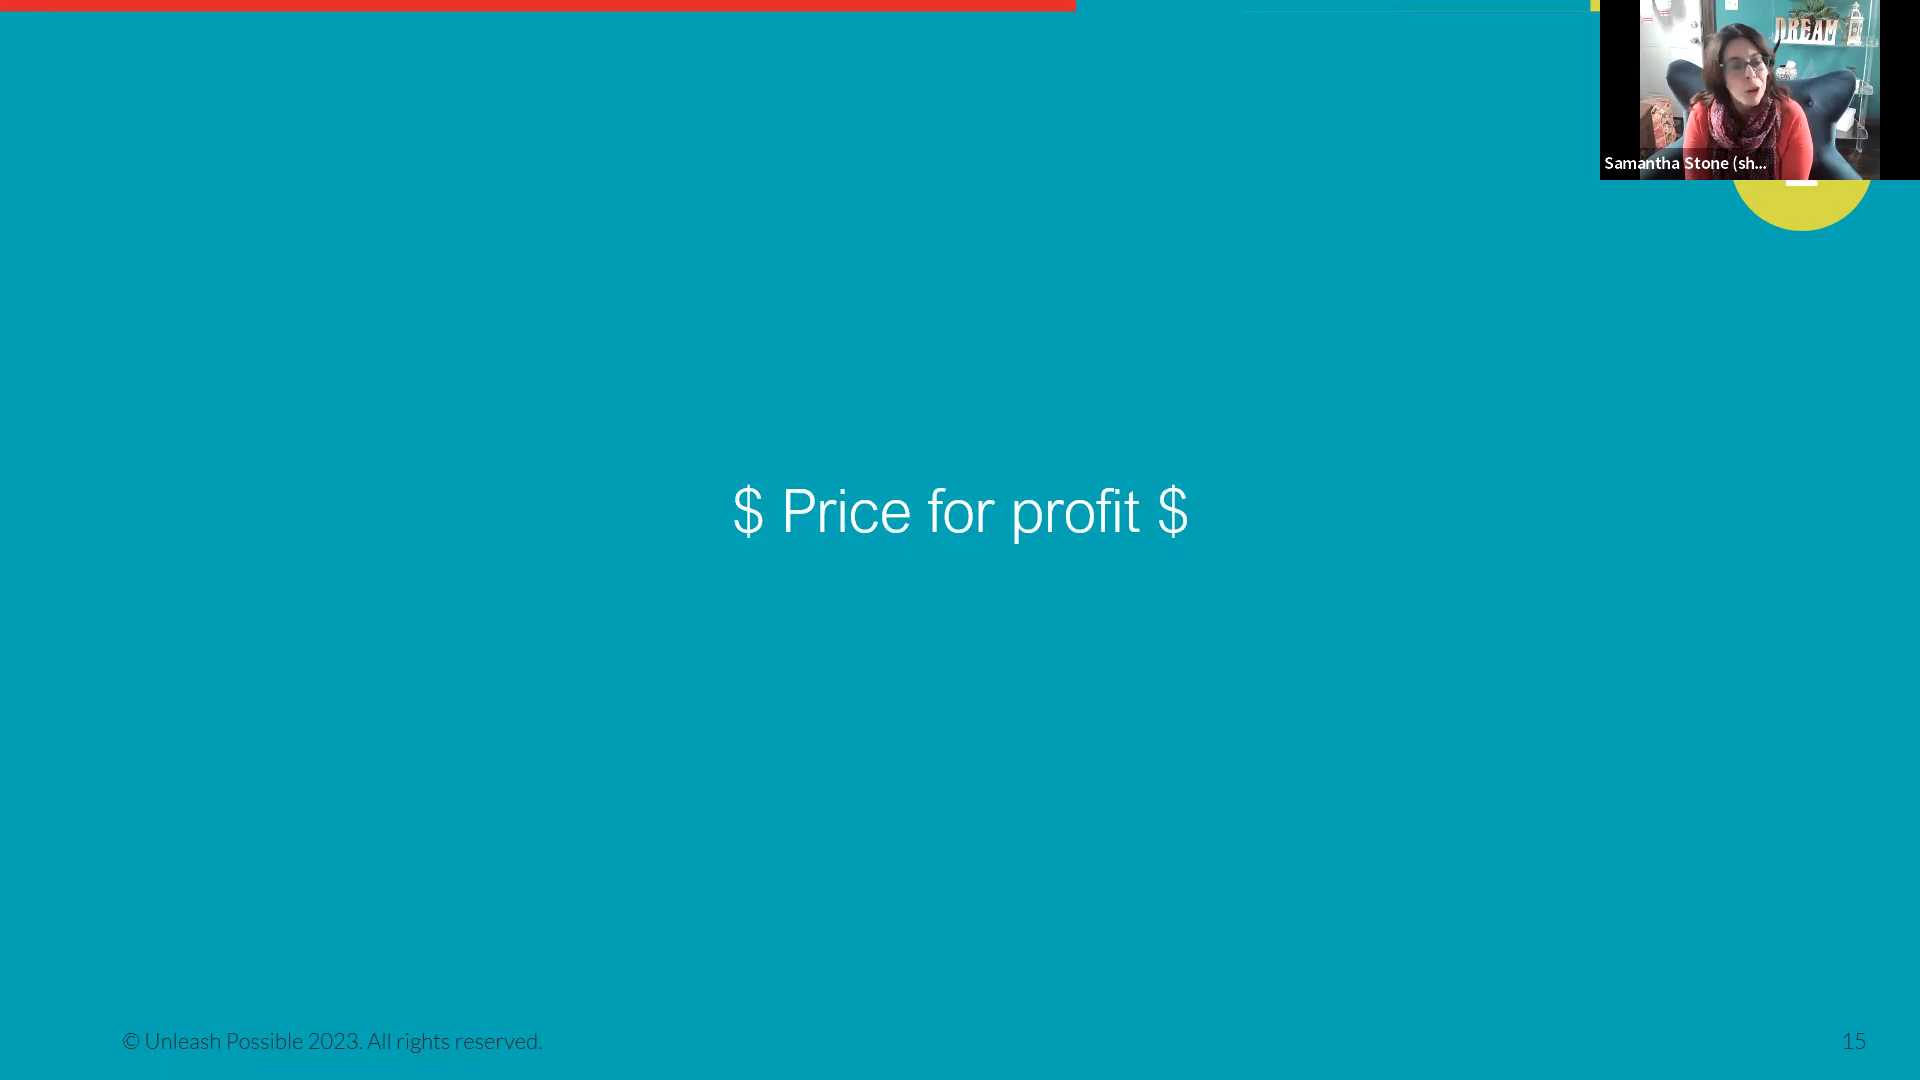 DREAM
Samantha Stone (sh...
$ Price for profit $
© Unleash Possible 2023. All rights reserved.
15